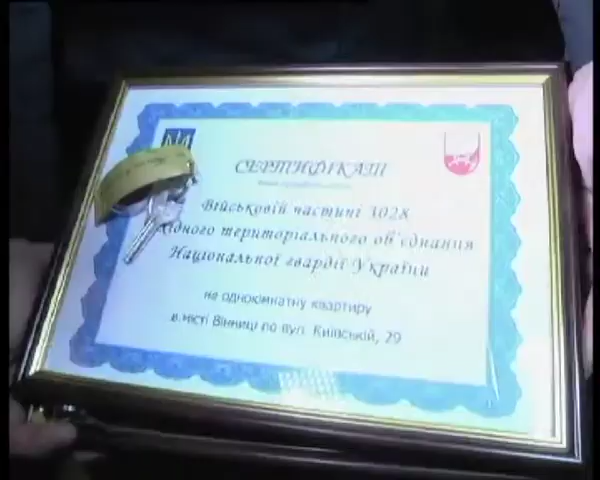 СЕРТИФІКАТ
Військовій частині 3028
територіального об'єднання
Національної гвардії України
на однокімнатну квартиру
в місті Вінниці по вул. Київській, 29